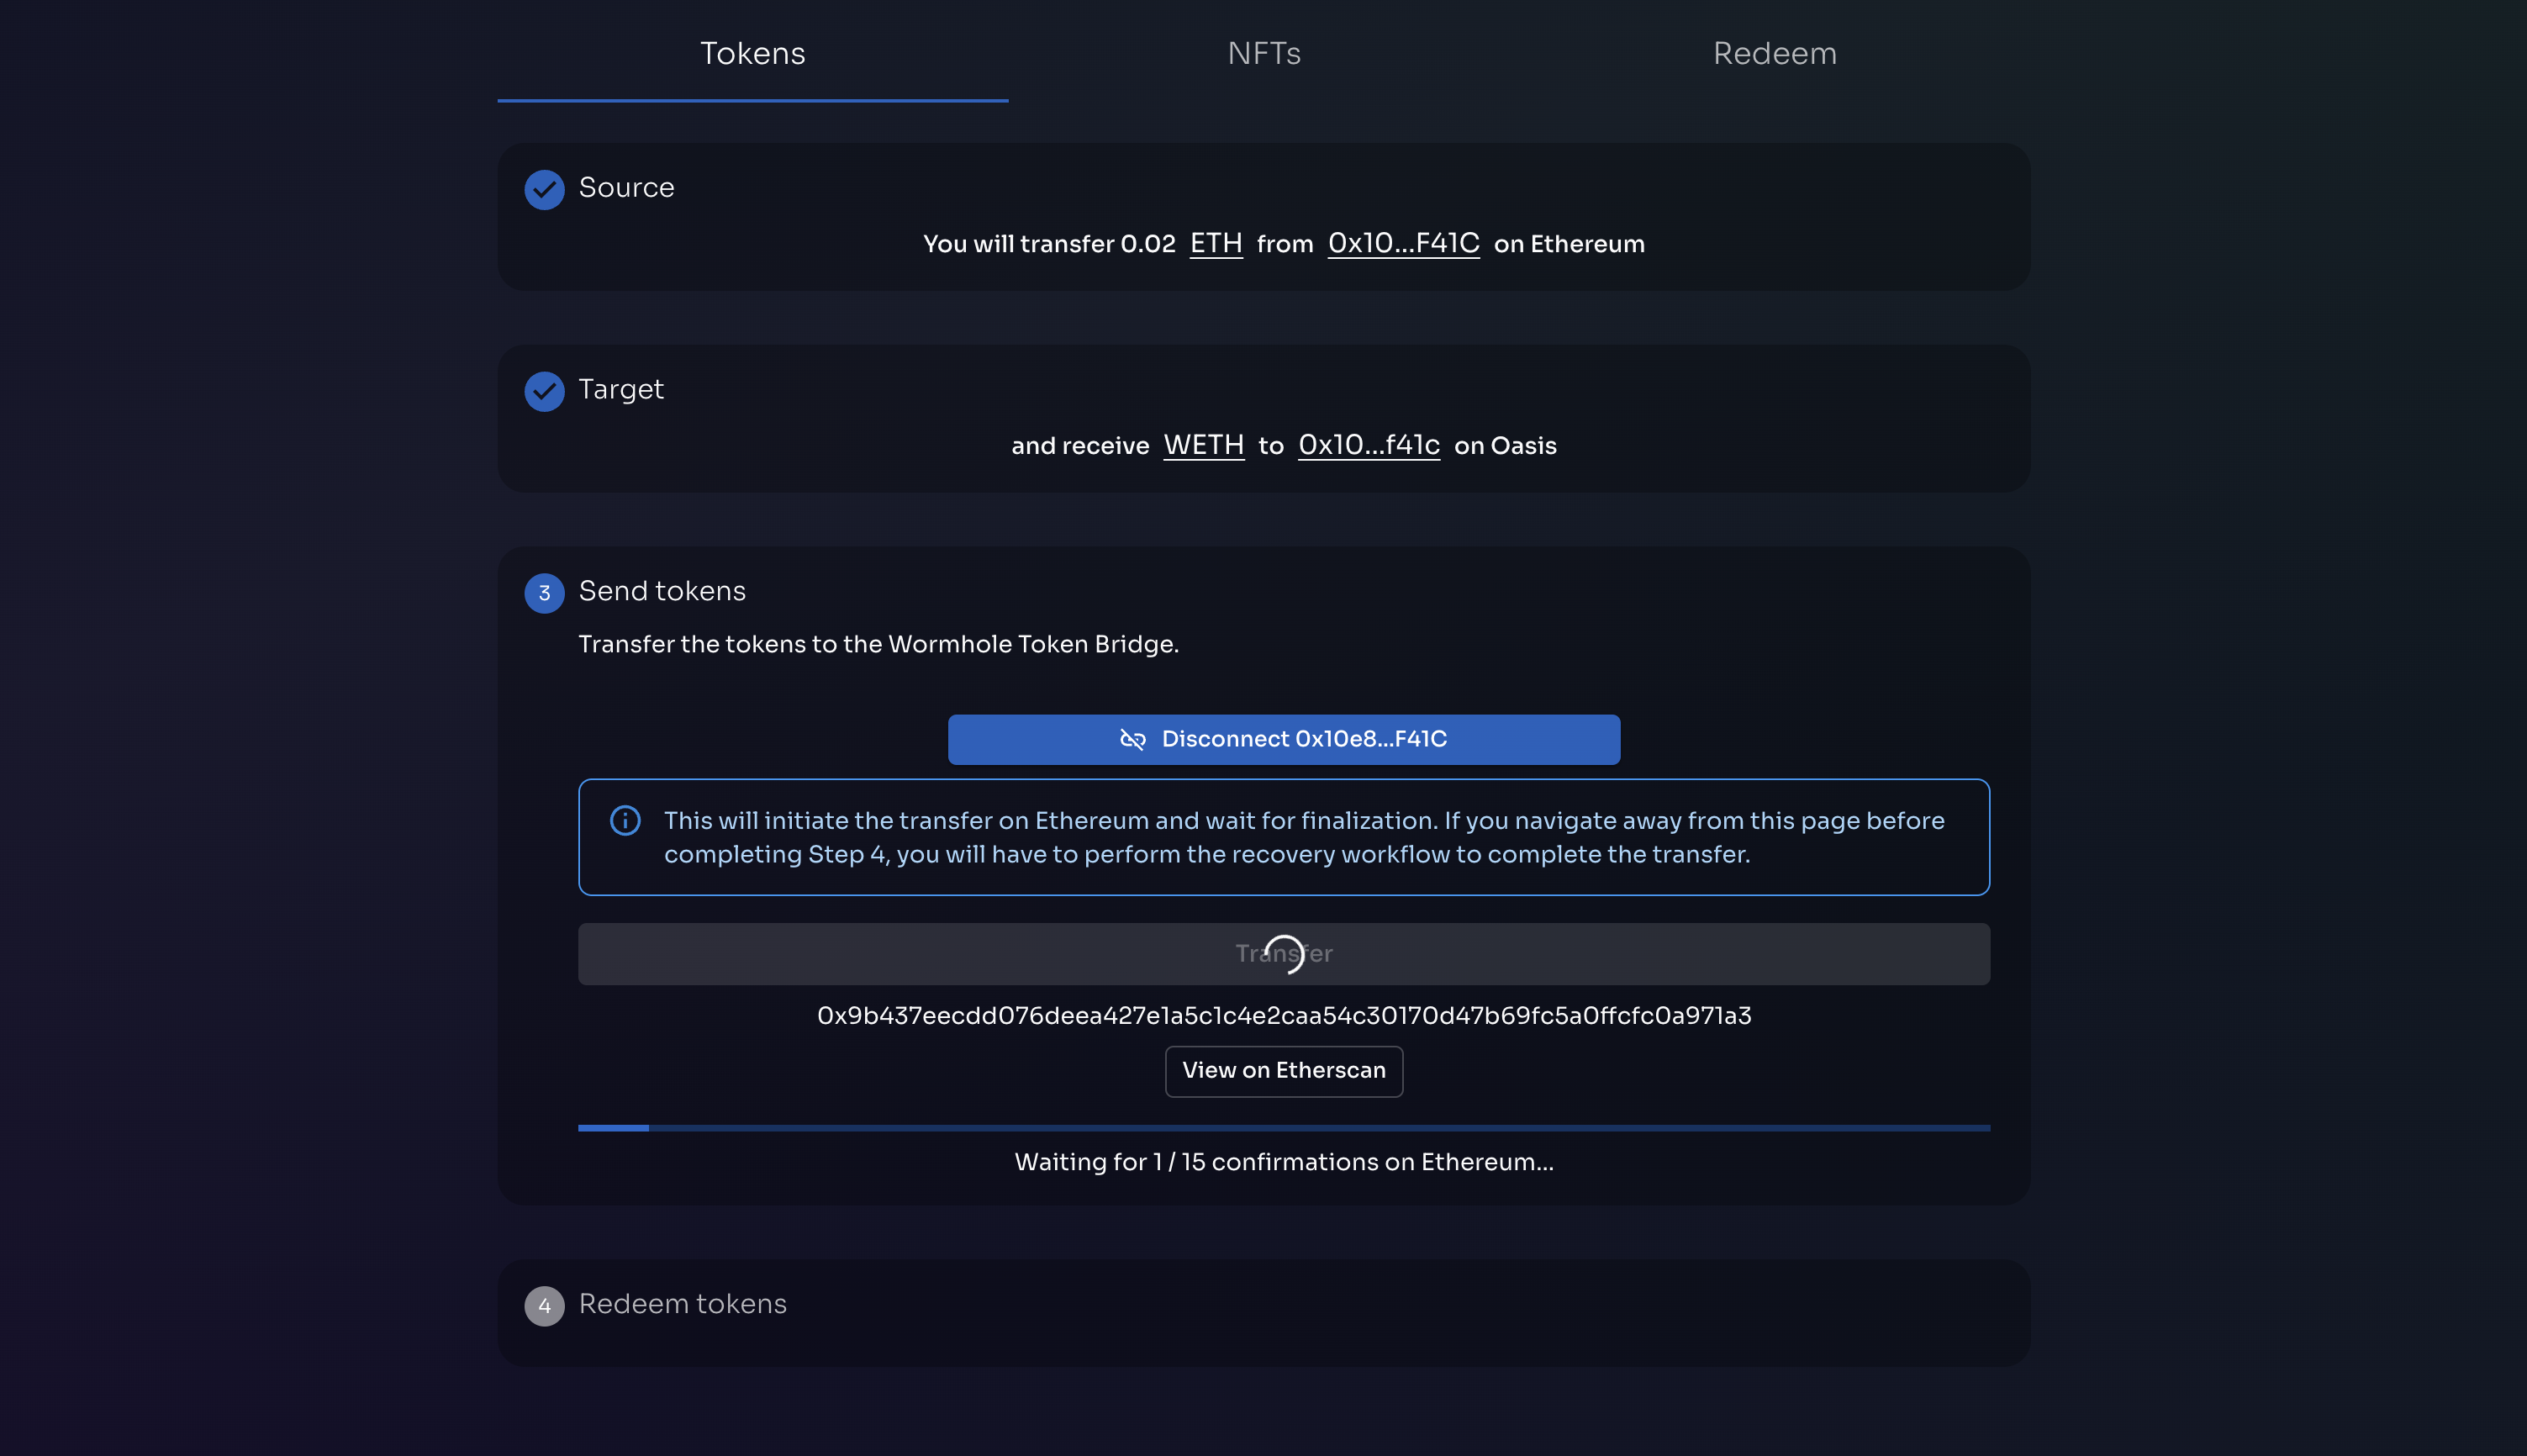 Tokens
NFTs
Redeem
Source
You will transfer 0.02 ETH from 0x10...F41C on Ethereum
Target
and receive WETH to 0x10...f41c on Oasis
3
Send tokens
Transfer the tokens to the Wormhole Token Bridge.
Disconnect 0x10e8...F41C
This will initiate the transfer on Ethereum and wait for finalization. If you navigate away from this page before
completing Step 4, you will have to perform the recovery workflow to complete the transfer.
Transfer
0x9b437eecdd076deea427e1a5c1c4e2caa54c30170d47b69fc5a0ffcfc0a971a3
View on Etherscan
Waiting for 1 / 15 confirmations on Ethereum...
4
Redeem tokens